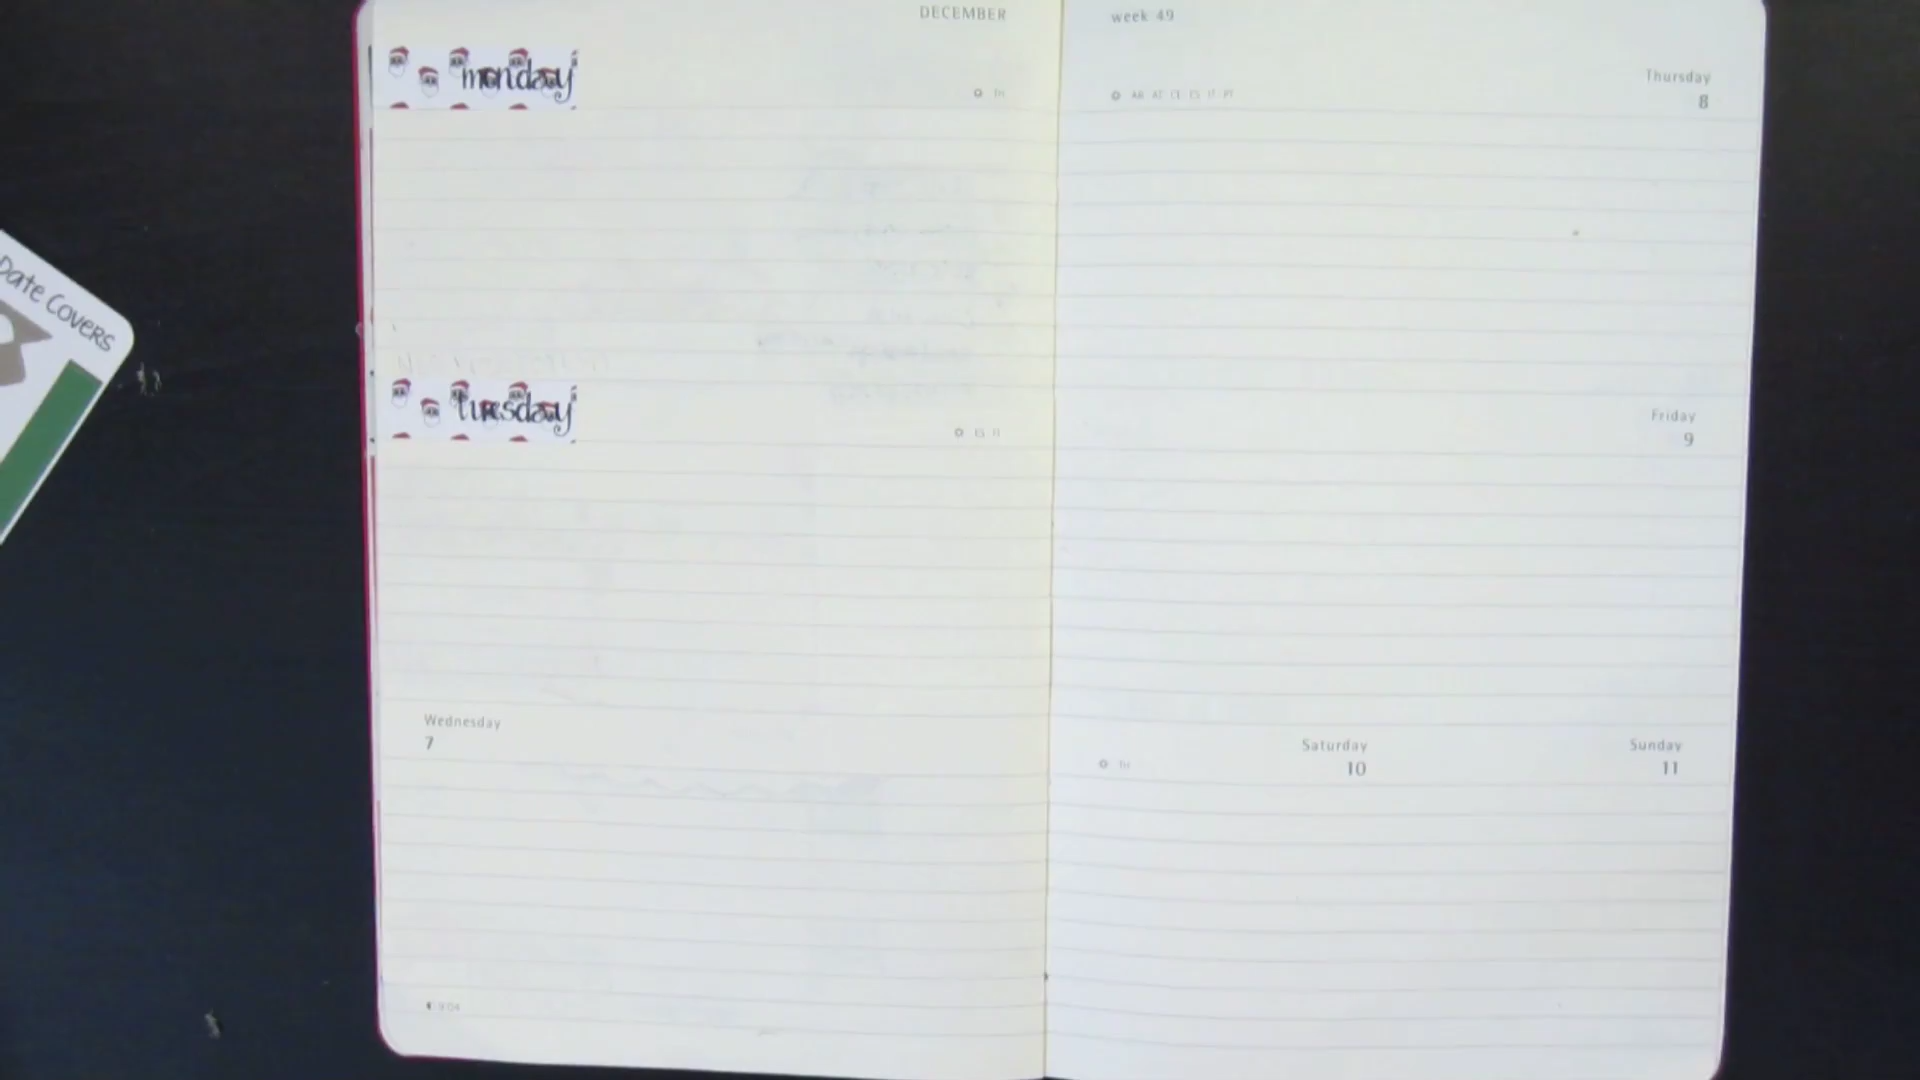 DECEMBER
monday
tuesday
Wednesday
7
week 49
Thursday
8
Friday
9
Saturday
10
Sunday
11
Date Covers